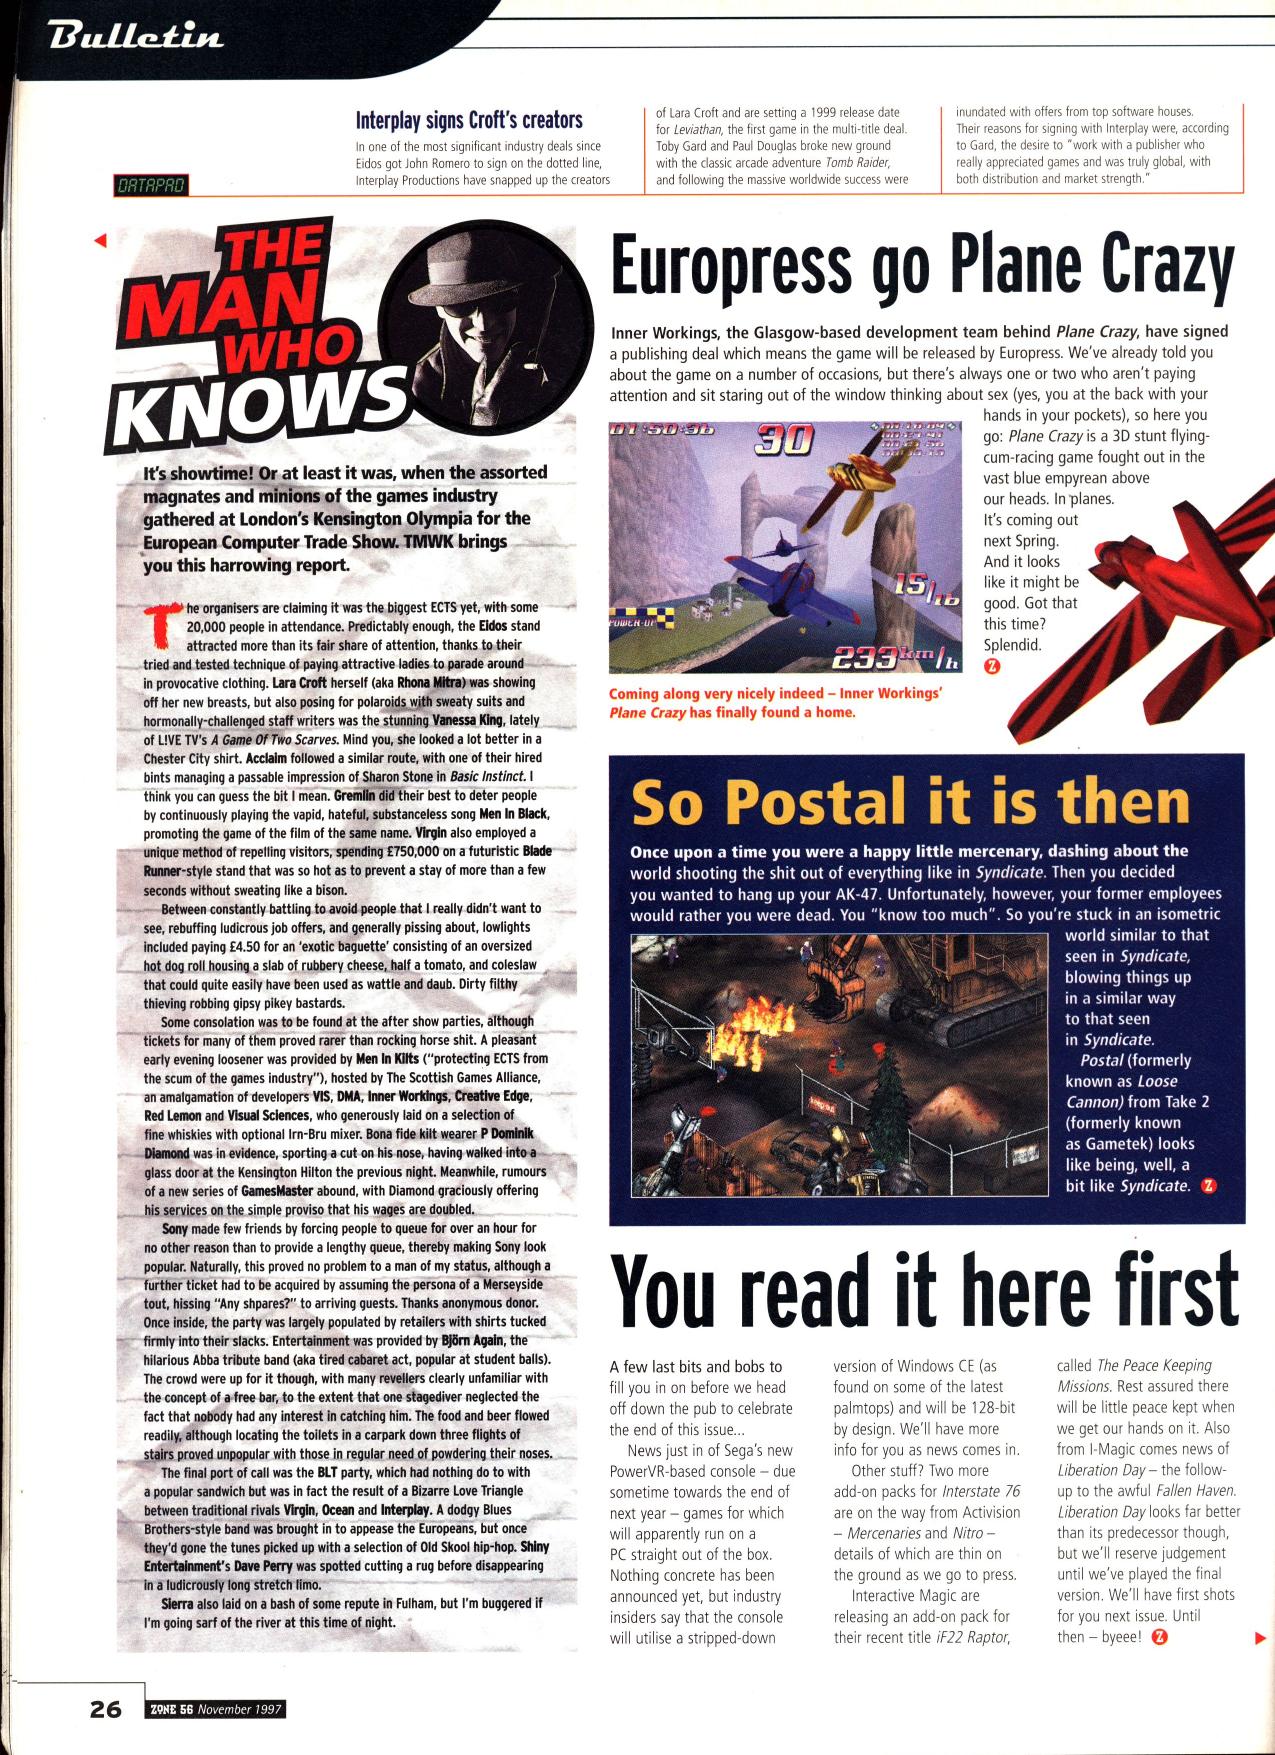 Bulletin
DATAPAD
Interplay signs Croft's creators
In one of the most significant industry deals since
Eidos got John Romero to sign on the dotted line,
Interplay Productions have snapped up the creators
of Lara Croft and are setting a 1999 release date
for Leviathan, the first game in the multi-title deal.
Toby Gard and Paul Douglas broke new ground
with the classic arcade adventure Tomb Raider,
and following the massive worldwide success were
inundated with offers from top software houses.
Their reasons for signing with Interplay were, according
to Gard, the desire to "work with a publisher who
really appreciated games and was truly global, with
both distribution and market strength."
THE
MAN
WHO
KNOWS
It's showtime! Or at least it was, when the assorted
magnates and minions of the games industry
gathered at London's Kensington Olympia for the
European Computer Trade Show. TMWK brings
you this harrowing report.
The organisers are claiming it was the biggest ECTS yet, with some
20,000 people in attendance. Predictably enough, the Eidos stand
attracted more than its fair share of attention, thanks to their
tried and tested technique of paying attractive ladies to parade around
in provocative clothing. Lara Croft herself (aka Rhona Mitra) was showing
off her new breasts, but also posing for polaroids with sweaty suits and
hormonally-challenged staff writers was the stunning Vanessa King, lately
of L!VE TV's A Game Of Two Scarves. Mind you, she looked a lot better in a
Chester City shirt. Acclaim followed a similar route, with one of their hired
bints managing a passable impression of Sharon Stone in Basic Instinct. I
think you can guess the bit I mean. Gremlin did their best to deter people
by continuously playing the vapid, hateful, substanceless song Men In Black,
promoting the game of the film of the same name. Virgin also employed a
unique method of repelling visitors, spending £750,000 on a futuristic Blade
Runner-style stand that was so hot as to prevent a stay of more than a few
seconds without sweating like a bison.
Between constantly battling to avoid people that I really didn't want to
see, rebuffing ludicrous job offers, and generally pissing about, lowlights
included paying £4.50 for an 'exotic baguette' consisting of an oversized
hot dog roll housing a slab of rubbery cheese, half a tomato, and coleslaw
that could quite easily have been used as wattle and daub. Dirty filthy
thieving robbing gipsy pikey bastards.
Some consolation was to be found at the after show parties, although
tickets for many of them proved rarer than rocking horse shit. A pleasant
early evening loosener was provided by Men In Kilts ("protecting ECTS from
the scum of the games industry"), hosted by The Scottish Games Alliance,
an amalgamation of developers VIS, DMA, Inner Workings, Creative Edge,
Red Lemon and Visual Sciences, who generously laid on a selection of
fine whiskies with optional Irn-Bru mixer. Bona fide kilt wearer P Dominik
Diamond was in evidence, sporting a cut on his nose, having walked into a
glass door at the Kensington Hilton the previous night. Meanwhile, rumours
of a new series of GamesMaster abound, with Diamond graciously offering
his services on the simple proviso that his wages are doubled.
Sony made few friends by forcing people to queue for over an hour for
no other reason than to provide a lengthy queue, thereby making Sony look
popular. Naturally, this proved no problem to a man of my status, although a
further ticket had to be acquired by assuming the persona of a Merseyside
tout, hissing "Any shpares?" to arriving guests. Thanks anonymous donor.
Once inside, the party was largely populated by retailers with shirts tucked
firmly into their slacks. Entertainment was provided by Björn Again, the
hilarious Abba tribute band (aka tired cabaret act, popular at student balls).
The crowd were up for it though, with many revellers clearly unfamiliar with
the concept of a free bar, to the extent that one stagediver neglected the
fact that nobody had any interest in catching him. The food and beer flowed
readily, although locating the toilets in a carpark down three flights of
stairs proved unpopular with those in regular need of powdering their noses.
The final port of call was the BLT party, which had nothing do to with
a popular sandwich but was in fact the result of a Bizarre Love Triangle
between traditional rivals Virgin, Ocean and Interplay. A dodgy Blues
Brothers-style band was brought in to appease the Europeans, but once
they'd gone the tunes picked up with a selection of Old Skool hip-hop. Shiny
Entertainment's Dave Perry was spotted cutting a rug before disappearing
in a ludicrously long stretch limo.
Sierra also laid on a bash of some repute in Fulham, but I'm buggered if
I'm going sarf of the river at this time of night.
Europress go Plane Crazy
Inner Workings, the Glasgow-based development team behind Plane Crazy, have signed
a publishing deal which means the game will be released by Europress. We've already told you
about the game on a number of occasions, but there's always one or two who aren't paying
attention and sit staring out of the window thinking about sex (yes, you at the back with your
hands in your pockets), so here you
go: Plane Crazy is a 3D stunt flying-
cum-racing game fought out in the
vast blue empyrean above
our heads. In planes.
It's coming out
next Spring.
And it looks
like it might be
good. Got that
this time?
Splendid.
Z
01:50:36
30
15/16
POWER-UP
233km/h
Coming along very nicely indeed – Inner Workings'
Plane Crazy has finally found a home.
So Postal it is then
Once upon a time you were a happy little mercenary, dashing about the
world shooting the shit out of everything like in Syndicate. Then you decided
you wanted to hang up your AK-47. Unfortunately, however, your former employees
would rather you were dead. You "know too much". So you're stuck in an isometric
world similar to that
seen in Syndicate,
blowing things up
in a similar way
to that seen
in Syndicate.
Postal (formerly
known as Loose
Cannon) from Take 2
(formerly known
as Gametek) looks
like being, well, a
bit like Syndicate. Z
You read it here first
A few last bits and bobs to
fill you in on before we head
off down the pub to celebrate
the end of this issue...
News just in of Sega's new
PowerVR-based console – due
sometime towards the end of
next year – games for which
will apparently run on a
PC straight out of the box.
Nothing concrete has been
announced yet, but industry
insiders say that the console
will utilise a stripped-down
version of Windows CE (as
found on some of the latest
palmtops) and will be 128-bit
by design. We'll have more
info for you as news comes in.
Other stuff? Two more
add-on packs for Interstate 76
are on the way from Activision
– Mercenaries and Nitro –
details of which are thin on
the ground as we go to press.
Interactive Magic are
releasing an add-on pack for
their recent title iF22 Raptor,
called The Peace Keeping
Missions. Rest assured there
will be little peace kept when
we get our hands on it. Also
from I-Magic comes news of
Liberation Day – the follow-
up to the awful Fallen Haven.
Liberation Day looks far better
than its predecessor though,
but we'll reserve judgement
until we've played the final
version. We'll have first shots
for you next issue. Until
then – byeee! Z
26
ZONE 56 November 1997